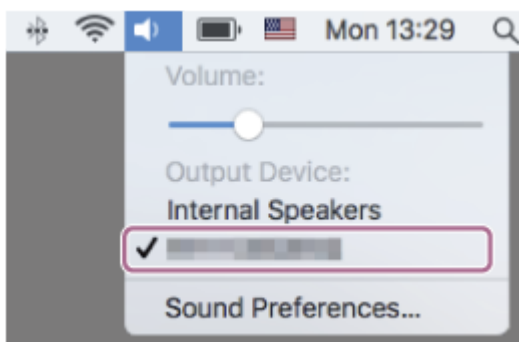 Mon 13:29
Volume:
Output Device:
Internal Speakers
Sound Preferences...